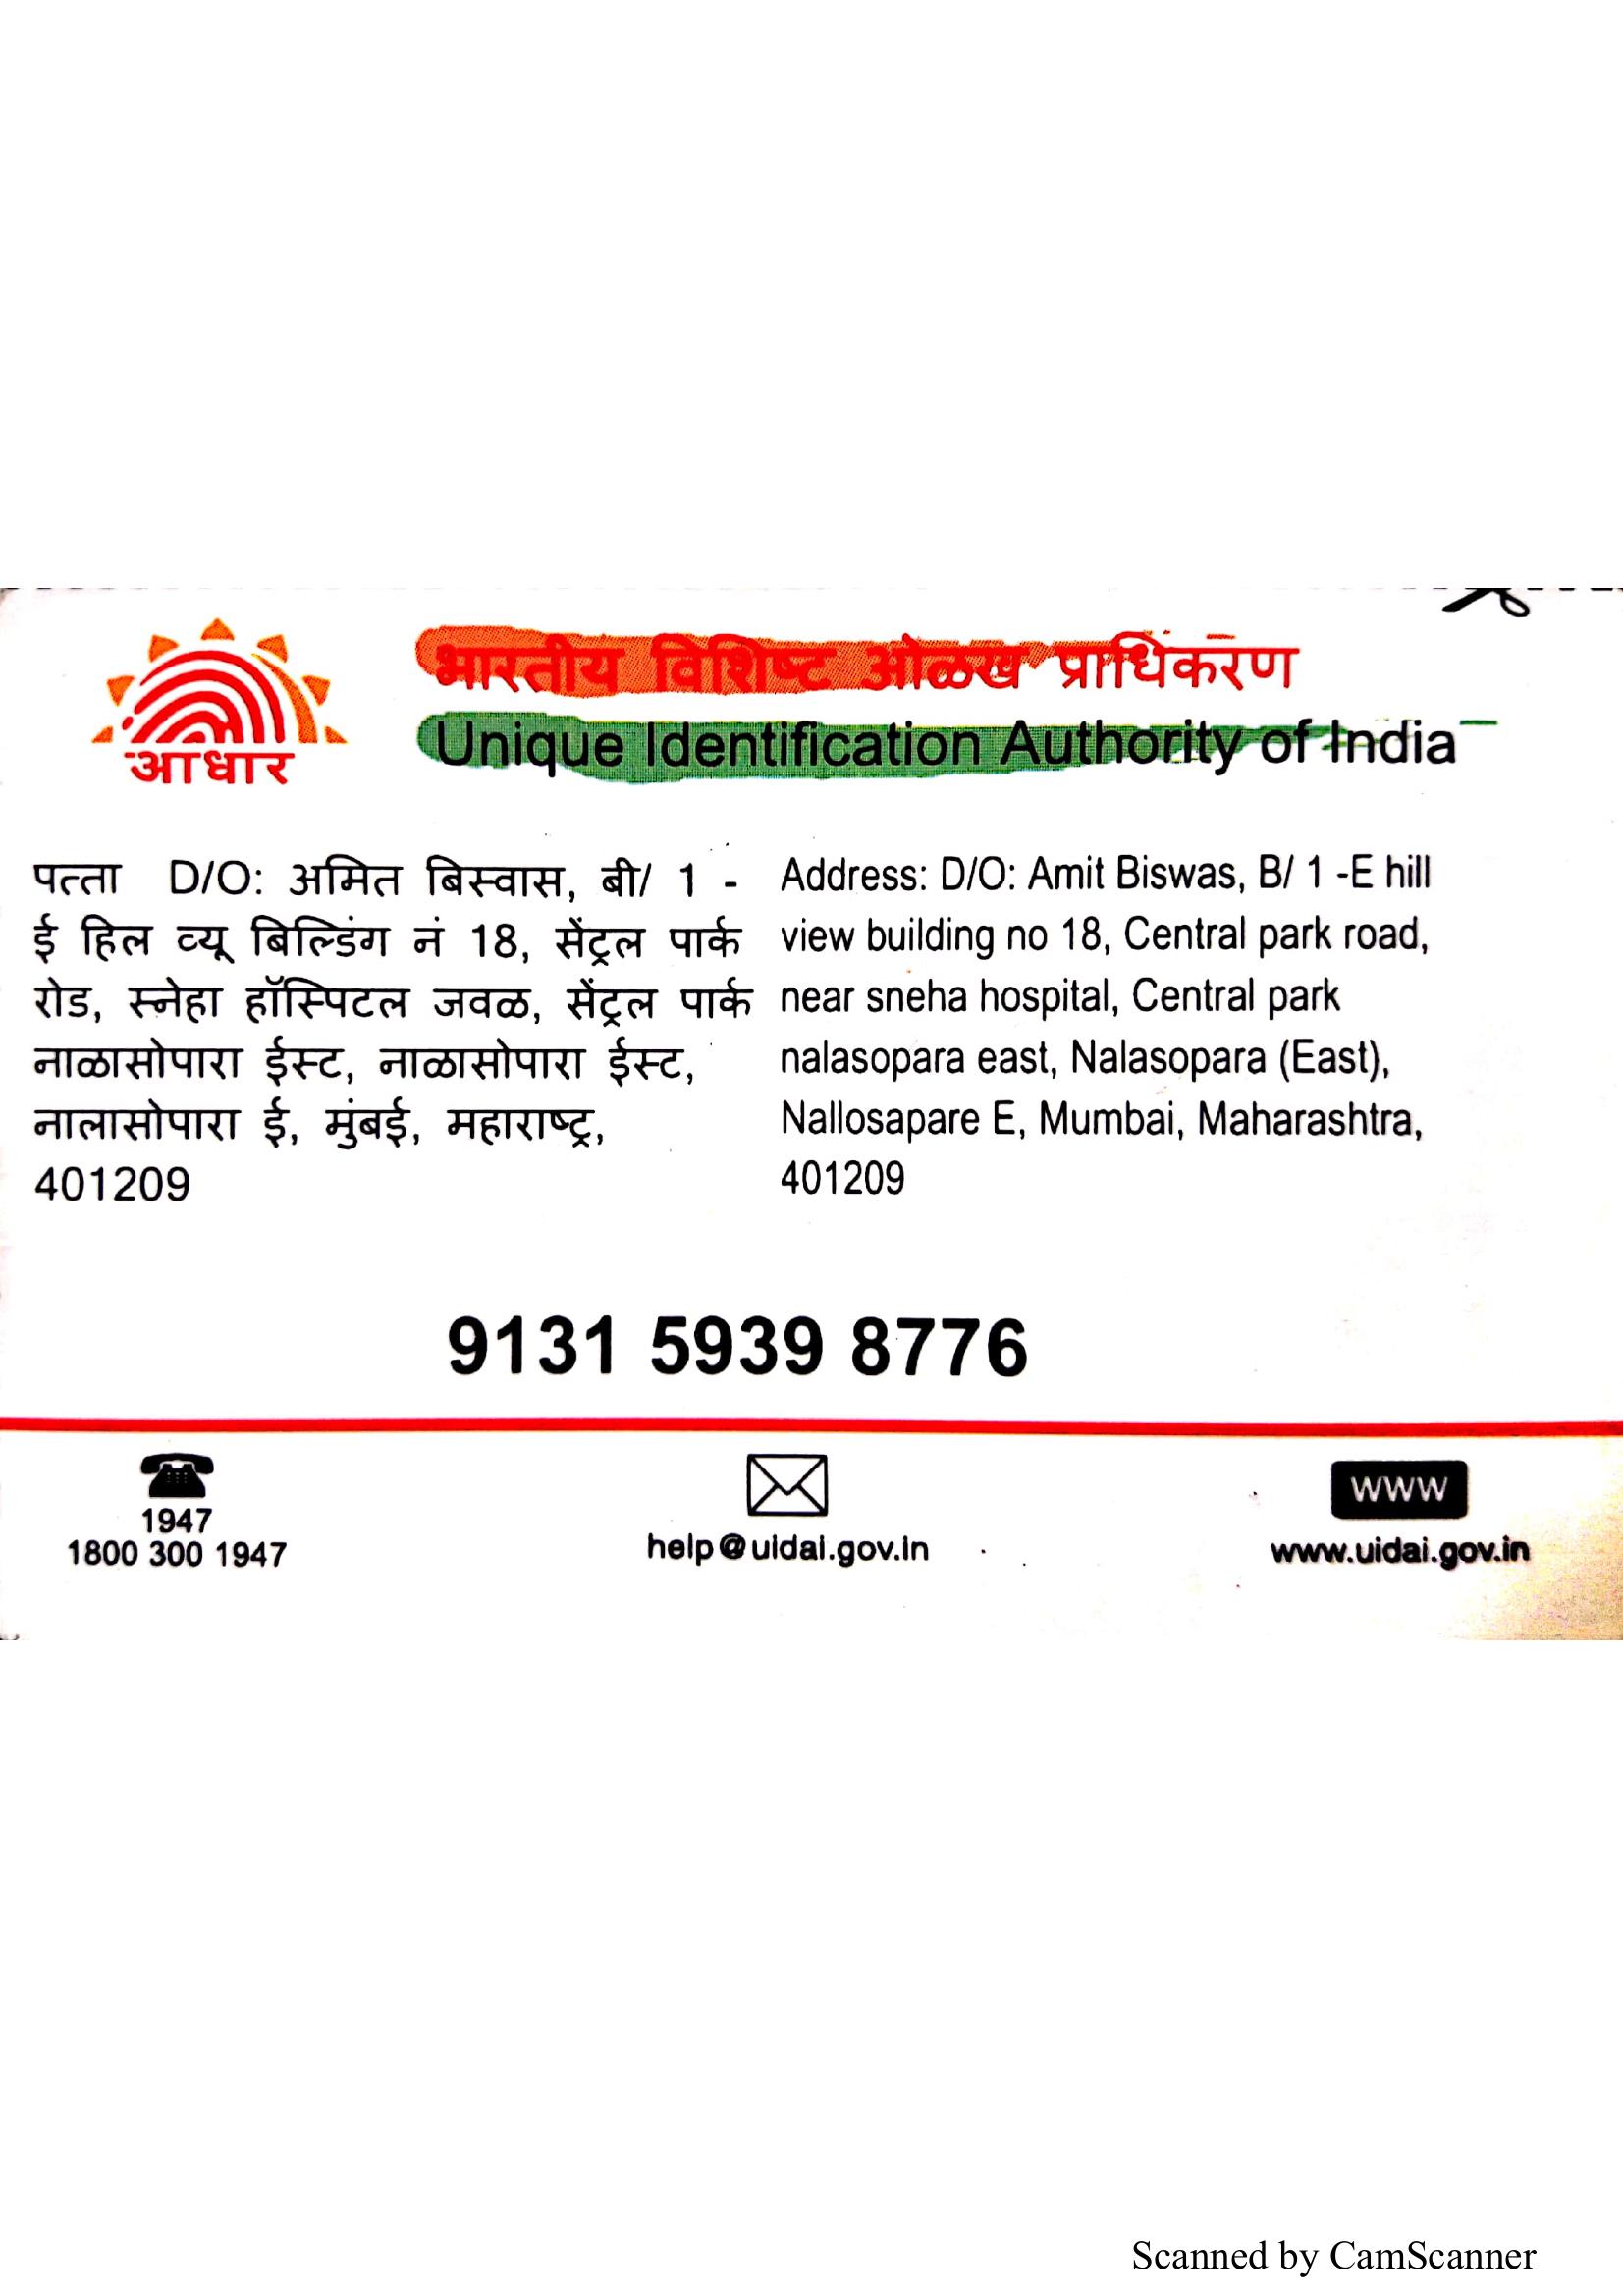 आधार
भारतीय विशिष्ट ओळख प्राधिकरण
Unique Identification Authority of India
पत्ता D/O: अमित बिस्वास, बी/ 1 -
ई हिल व्यू बिल्डिंग नं 18, सेंट्रल पार्क
रोड, स्नेहा हॉस्पिटल जवळ, सेंट्रल पार्क
नाळासोपारा ईस्ट, नाळासोपारा ईस्ट,
नालासोपारा ई, मुंबई, महाराष्ट्र,
401209
Address: D/O: Amit Biswas, B/ 1 -E hill
view building no 18, Central park road,
near sneha hospital, Central park
nalasopara east, Nalasopara (East),
Nallosapare E, Mumbai, Maharashtra,
401209
9131 5939 8776
1947
1800 300 1947
help@uidai.gov.in
www
www.uidai.gov.in
Scanned by CamScanner